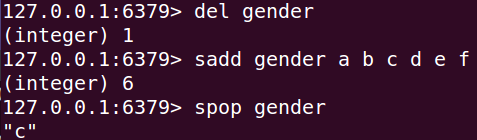 127.0.0.1:6379> del gender
(integer) 1
127.0.0.1:6379> sadd gender a b c d e f
(integer) 6
127.0.0.1:6379> spop gender
"c"